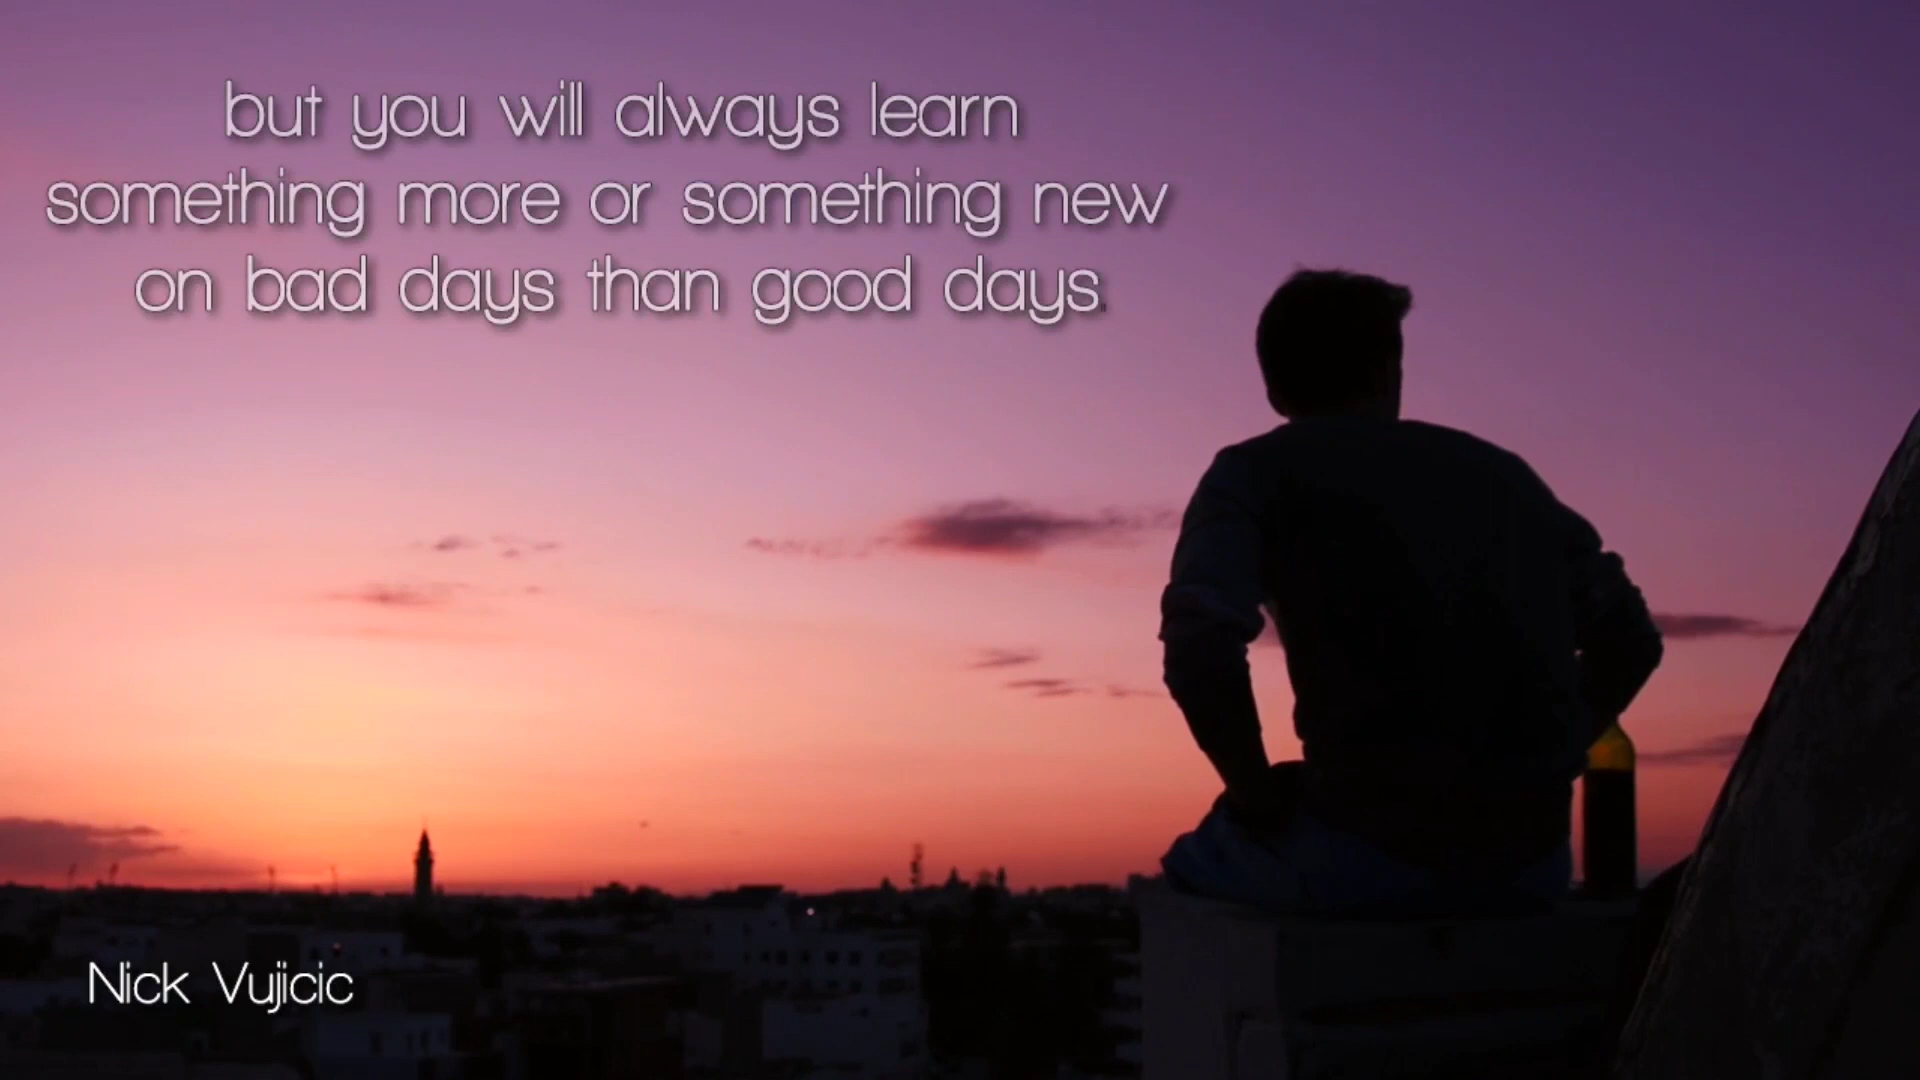 but you will always learn
something more or something new
on bad days than good days.
Nick Vujicic